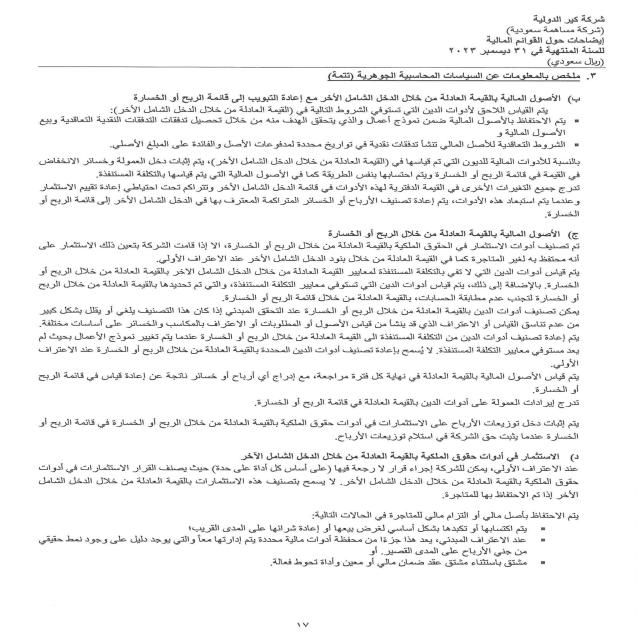 شركة كير الدولية
(شركة مساهمة سعودية)
إيضاحات حول القوائم المالية
للسنة المنتهية في ٣١ ديسمبر ٢٠٢٣
(ريال سعودي)
٣. ملخص بالمعلومات عن السياسات المحاسبية الجوهرية (تتمة)
ب) الأصول المالية بالقيمة العادلة من خلال الدخل الشامل الآخر مع إعادة التبويب إلى قائمة الربح أو الخسارة
يتم القياس اللاحق لأدوات الدين التي تستوفي الشروط التالية في (القيمة العادلة من خلال الدخل الشامل الأخر):
▪ يتم الاحتفاظ بالأصول المالية ضمن نموذج أعمال والذي يتحقق الهدف منه من خلال تحصيل تدفقات التدفقات النقدية التعاقدية وبيع
الأصول المالية و
▪ الشروط التعاقدية للأصل المالي تنشأ تدفقات نقدية في تواريخ محددة لمدفوعات الأصل والفائدة على المبلغ الأصلي.
بالنسبة للأدوات المالية للديون التي تم قياسها في (القيمة العادلة من خلال الدخل الشامل الآخر)، يتم إثبات دخل العمولة وخسائر الانخفاض
في القيمة في قائمة الربح أو الخسارة ويتم احتسابها بنفس الطريقة كما في الأصول المالية التي يتم قياسها بالتكلفة المستنفذة.
تدرج جميع التغيرات الأخرى في القيمة الدفترية لهذه الأدوات في قائمة الدخل الشامل الأخر وتتراكم تحت احتياطي إعادة تقييم الاستثمار
وعندما يتم استبعاد هذه الأدوات، يتم إعادة تصنيف الأرباح أو الخسائر المتراكمة المعترف بها في الدخل الشامل الأخر إلى قائمة الربح أو
الخسارة.
ج) الأصول المالية بالقيمة العادلة من خلال الربح أو الخسارة
تم تصنيف أدوات الاستثمار في الحقوق الملكية بالقيمة العادلة من خلال الربح أو الخسارة، الا إذا قامت الشركة بتعين ذلك الاستثمار على
أنه محتفظ به لغير المتاجرة كما في القيمة العادلة من خلال بنود الدخل الشامل الأخر عند الاعتراف الأولي.
يتم قياس أدوات الدين التي لا تفي بالتكلفة المستنفذة لمعايير القيمة العادلة من خلال الدخل الشامل الاخر بالقيمة العادلة من خلال الربح أو
الخسارة. بالإضافة إلى ذلك، يتم قياس أدوات الدين التي تستوفي معايير التكلفة المستنفذة، والتي تم تحديدها بالقيمة العادلة من خلال الربح
أو الخسارة لتجنب عدم مطابقة الحسابات، بالقيمة العادلة من خلال قائمة الربح أو الخسارة.
يمكن تصنيف أدوات الدين بالقيمة العادلة من خلال الربح أو الخسارة عند التحقق المبدئي إذا كان هذا التصنيف يلغي أو يقلل بشكل كبير
من عدم تناسق القياس أو الاعتراف الذي قد ينشأ من قياس الأصول أو المطلوبات أو الاعتراف بالمكاسب والخسائر على أساسات مختلفة.
يتم إعادة تصنيف أدوات الدين من التكلفة المستنفذة الى القيمة العادلة من خلال الربح أو الخسارة عندما يتم تغيير نموذج الأعمال بحيث لم
يعد مستوفي معايير التكلفة المستنفذة. لا يُسمح بإعادة تصنيف أدوات الدين المحددة بالقيمة العادلة من خلال الربح أو الخسارة عند الاعتراف
الأولي.
يتم قياس الأصول المالية بالقيمة العادلة في نهاية كل فترة مراجعة، مع إدراج أي أرباح أو خسائر ناتجة عن إعادة قياس في قائمة الربح
أو الخسارة.
تدرج إيرادات العمولة على أدوات الدين بالقيمة العادلة في قائمة الربح أو الخسارة.
يتم إثبات دخل توزيعات الأرباح على الاستثمارات في أدوات حقوق الملكية بالقيمة العادلة من خلال الربح أو الخسارة في قائمة الربح أو
الخسارة عندما يثبت حق الشركة في استلام توزيعات الأرباح.
د) الاستثمار في أدوات حقوق الملكية بالقيمة العادلة من خلال الدخل الشامل الآخر
عند الاعتراف الأولي، يمكن للشركة إجراء قرار لا رجعة فيها (على أساس كل أداة على حدة) حيث يصنف القرار الاستثمارات في أدوات
حقوق الملكية بالقيمة العادلة من خلال الدخل الشامل الأخر. لا يسمح بتصنيف هذه الاستثمارات بالقيمة العادلة من خلال الدخل الشامل
الأخر إذا تم الاحتفاظ بها للمتاجرة.
يتم الاحتفاظ بأصل مالي أو التزام مالي للمتاجرة في الحالات التالية:
▪ تم اكتسابها أو تكبدها بشكل أساسي لغرض بيعها أو إعادة شرائها على المدى القريب؛
▪ عند الاعتراف المبدئي، يعد هذا جزءًا من محفظة أدوات مالية محددة يتم إدارتها معاً والتي يوجد دليل على وجود نمط حقيقي
من جني الأرباح على المدى القصير. أو
▪ مشتق باستثناء مشتق عقد ضمان مالي أو معين وأداة تحوط فعالة.
١٧